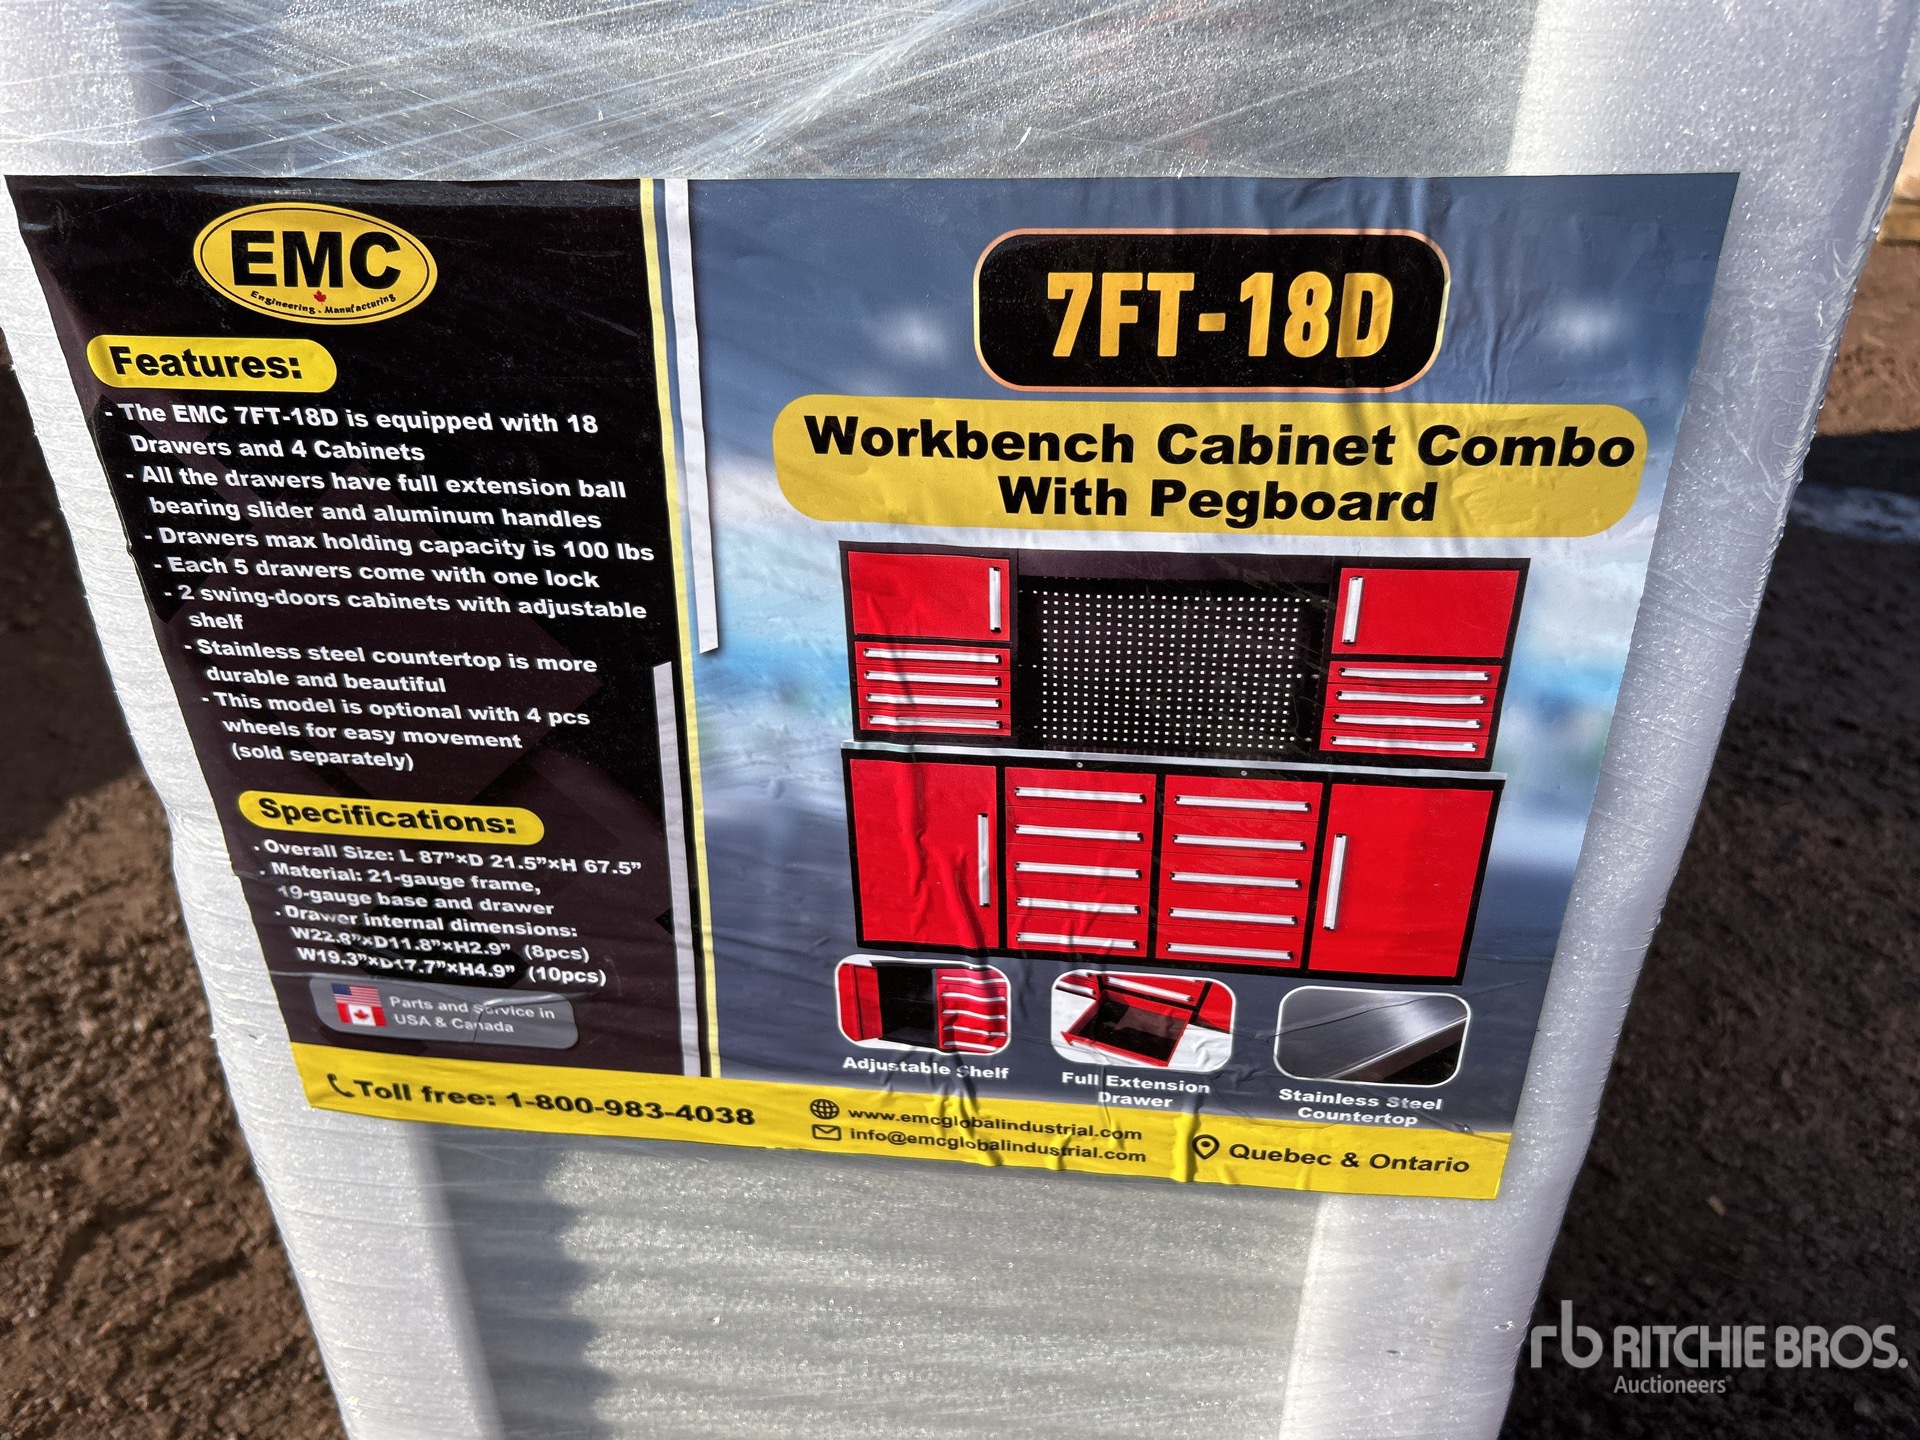 EMC
Engineering . Manufacturing
Features:
- The EMC 7FT-18D is equipped with 18
Drawers and 4 Cabinets
- All the drawers have full extension ball
bearing slider and aluminum handles
- Drawers max holding capacity is 100 lbs
- Each 5 drawers come with one lock
- 2 swing-doors cabinets with adjustable
shelf
- Stainless steel countertop is more
durable and beautiful
- This model is optional with 4 pcs
wheels for easy movement
(sold separately)
Specifications:
. Overall Size: L 87”×D 21.5”×H 67.5”
. Material: 21-gauge frame,
19-gauge base and drawer
. Drawer internal dimensions:
W22.8”×D11.8”×H2.9” (8pcs)
W19.3”×D17.7”×H4.9” (10pcs)
Parts and Service in
USA & Canada
7FT-18D
Workbench Cabinet Combo
With Pegboard
Adjustable Shelf
Full Extension
Drawer
Stainless Steel
Countertop
Toll free: 1-800-983-4038
www.emcglobalindustrial.com
info@emcglobalindustrial.com
Quebec & Ontario
rb RITCHIE BROS.
Auctioneers